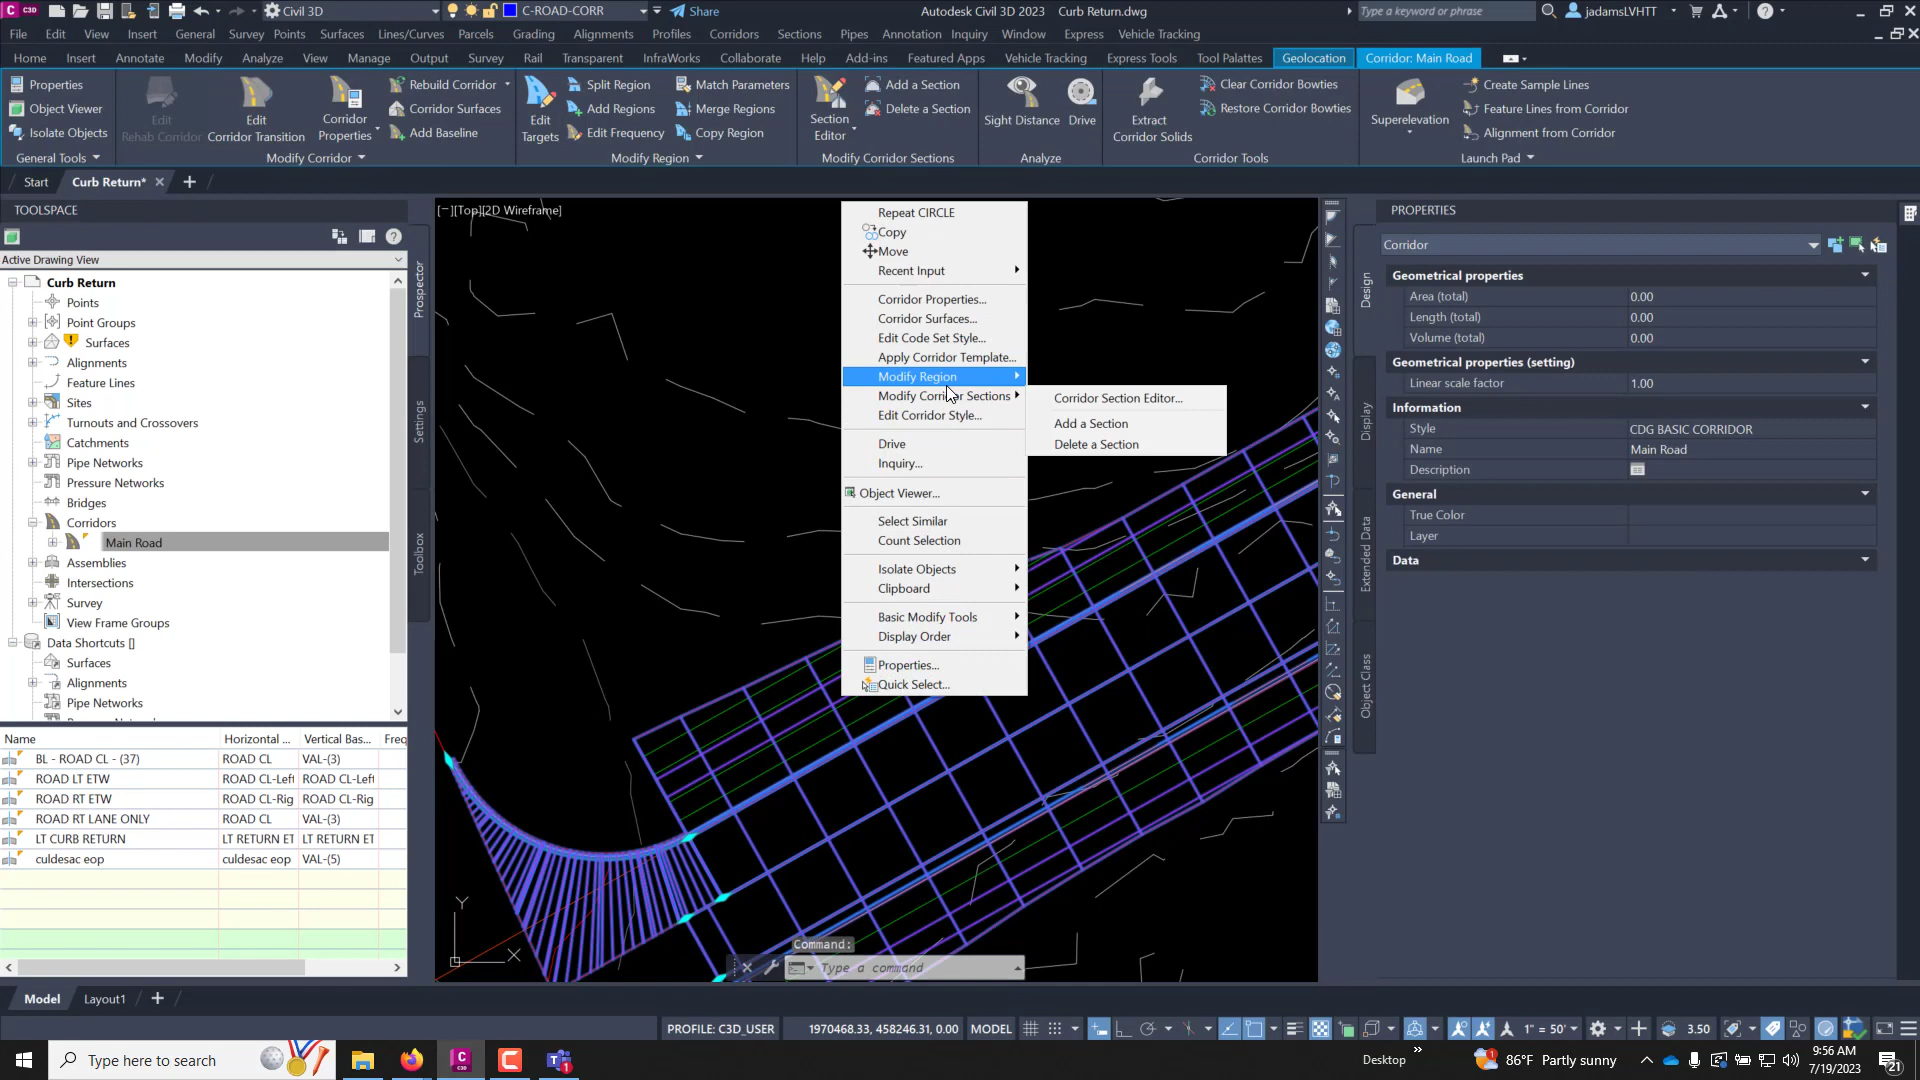 C3D Civil 3D C-ROAD-CORR Share Autodesk Civil 3D 2023 Curb Return.dwg Type a keyword or phrase jadamsLVHTT
File Edit View Insert General Survey Points Surfaces Lines/Curves Parcels Grading Alignments Profiles Corridors Sections Pipes Annotation Inquiry Window Express Vehicle Tracking
Home Insert Annotate Modify Analyze View Manage Output Survey Rail Transparent InfraWorks Collaborate Help Add-ins Featured Apps Vehicle Tracking Express Tools Tool Palettes Geolocation Corridor: Main Road
Properties
Object Viewer
Isolate Objects
General Tools
Edit
Rehab Corridor
Edit
Corridor Transition
Corridor
Properties
Rebuild Corridor
Corridor Surfaces
Add Baseline
Modify Corridor
Edit
Targets
Split Region
Add Regions
Edit Frequency
Match Parameters
Merge Regions
Copy Region
Modify Region
Section
Editor
Add a Section
Delete a Section
Modify Corridor Sections
Sight Distance
Drive
Analyze
Extract
Corridor Solids
Clear Corridor Bowties
Restore Corridor Bowties
Corridor Tools
Superelevation
Create Sample Lines
Feature Lines from Corridor
Alignment from Corridor
Launch Pad
Start Curb Return*
TOOLSPACE
Active Drawing View
Curb Return
Points
Point Groups
Surfaces
Alignments
Feature Lines
Sites
Turnouts and Crossovers
Catchments
Pipe Networks
Pressure Networks
Bridges
Corridors
Main Road
Assemblies
Intersections
Survey
View Frame Groups
Data Shortcuts []
Surfaces
Alignments
Pipe Networks
Prospector
Settings
Toolbox
Name Horizontal ... Vertical Bas... Freq
BL - ROAD CL - (37) ROAD CL VAL-(3)
ROAD LT ETW ROAD CL-Left ROAD CL-Left
ROAD RT ETW ROAD CL-Rig ROAD CL-Rig
ROAD RT LANE ONLY ROAD CL VAL-(3)
LT CURB RETURN LT RETURN ET LT RETURN ET
culdesac eop culdesac eop VAL-(5)
[−][Top][2D Wireframe]
Repeat CIRCLE
Copy
Move
Recent Input
Corridor Properties...
Corridor Surfaces...
Edit Code Set Style...
Apply Corridor Template...
Modify Region
Modify Corridor Sections
Edit Corridor Style...
Drive
Inquiry...
Object Viewer...
Select Similar
Count Selection
Isolate Objects
Clipboard
Basic Modify Tools
Display Order
Properties...
Quick Select...
Corridor Section Editor...
Add a Section
Delete a Section
Y
X
Command:
Type a command
PROPERTIES
Corridor
Design
Display
Extended Data
Object Class
Geometrical properties
Area (total) 0.00
Length (total) 0.00
Volume (total) 0.00
Geometrical properties (setting)
Linear scale factor 1.00
Information
Style CDG BASIC CORRIDOR
Name Main Road
Description
General
True Color
Layer
Data
Model Layout1
PROFILE: C3D_USER 1970468.33, 458246.31, 0.00 MODEL 1" = 50' 3.50
Type here to search Desktop 86°F Partly sunny 9:56 AM
7/19/2023
21